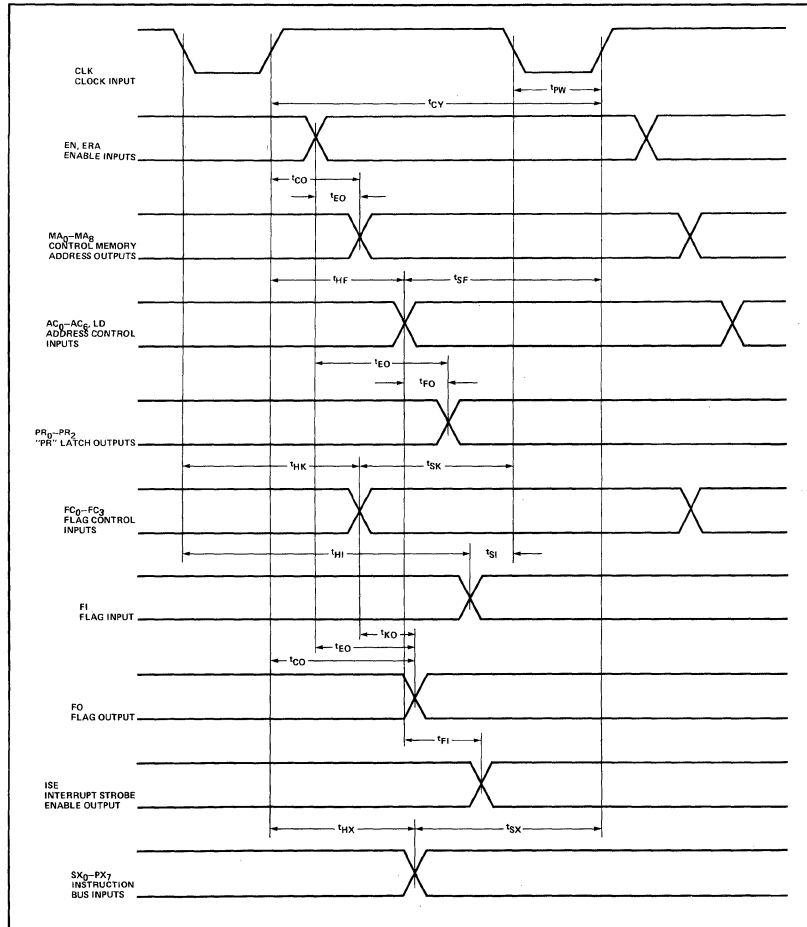 CLK
CLOCK INPUT
tPW
tCY
EN, ERA
ENABLE INPUTS
tCO
tEO
MA0–MA8
CONTROL MEMORY
ADDRESS OUTPUTS
tHF
tSF
AC0–AC6, LD
ADDRESS CONTROL
INPUTS
tEO
tFO
PR0–PR2
"PR" LATCH OUTPUTS
tHK
tSK
FC0–FC3
FLAG CONTROL
INPUTS
tHI
tSI
FI
FLAG INPUT
tKO
tEO
tCO
FO
FLAG OUTPUT
tFI
ISE
INTERRUPT STROBE
ENABLE OUTPUT
tHX
tSX
SX0–PX7
INSTRUCTION
BUS INPUTS